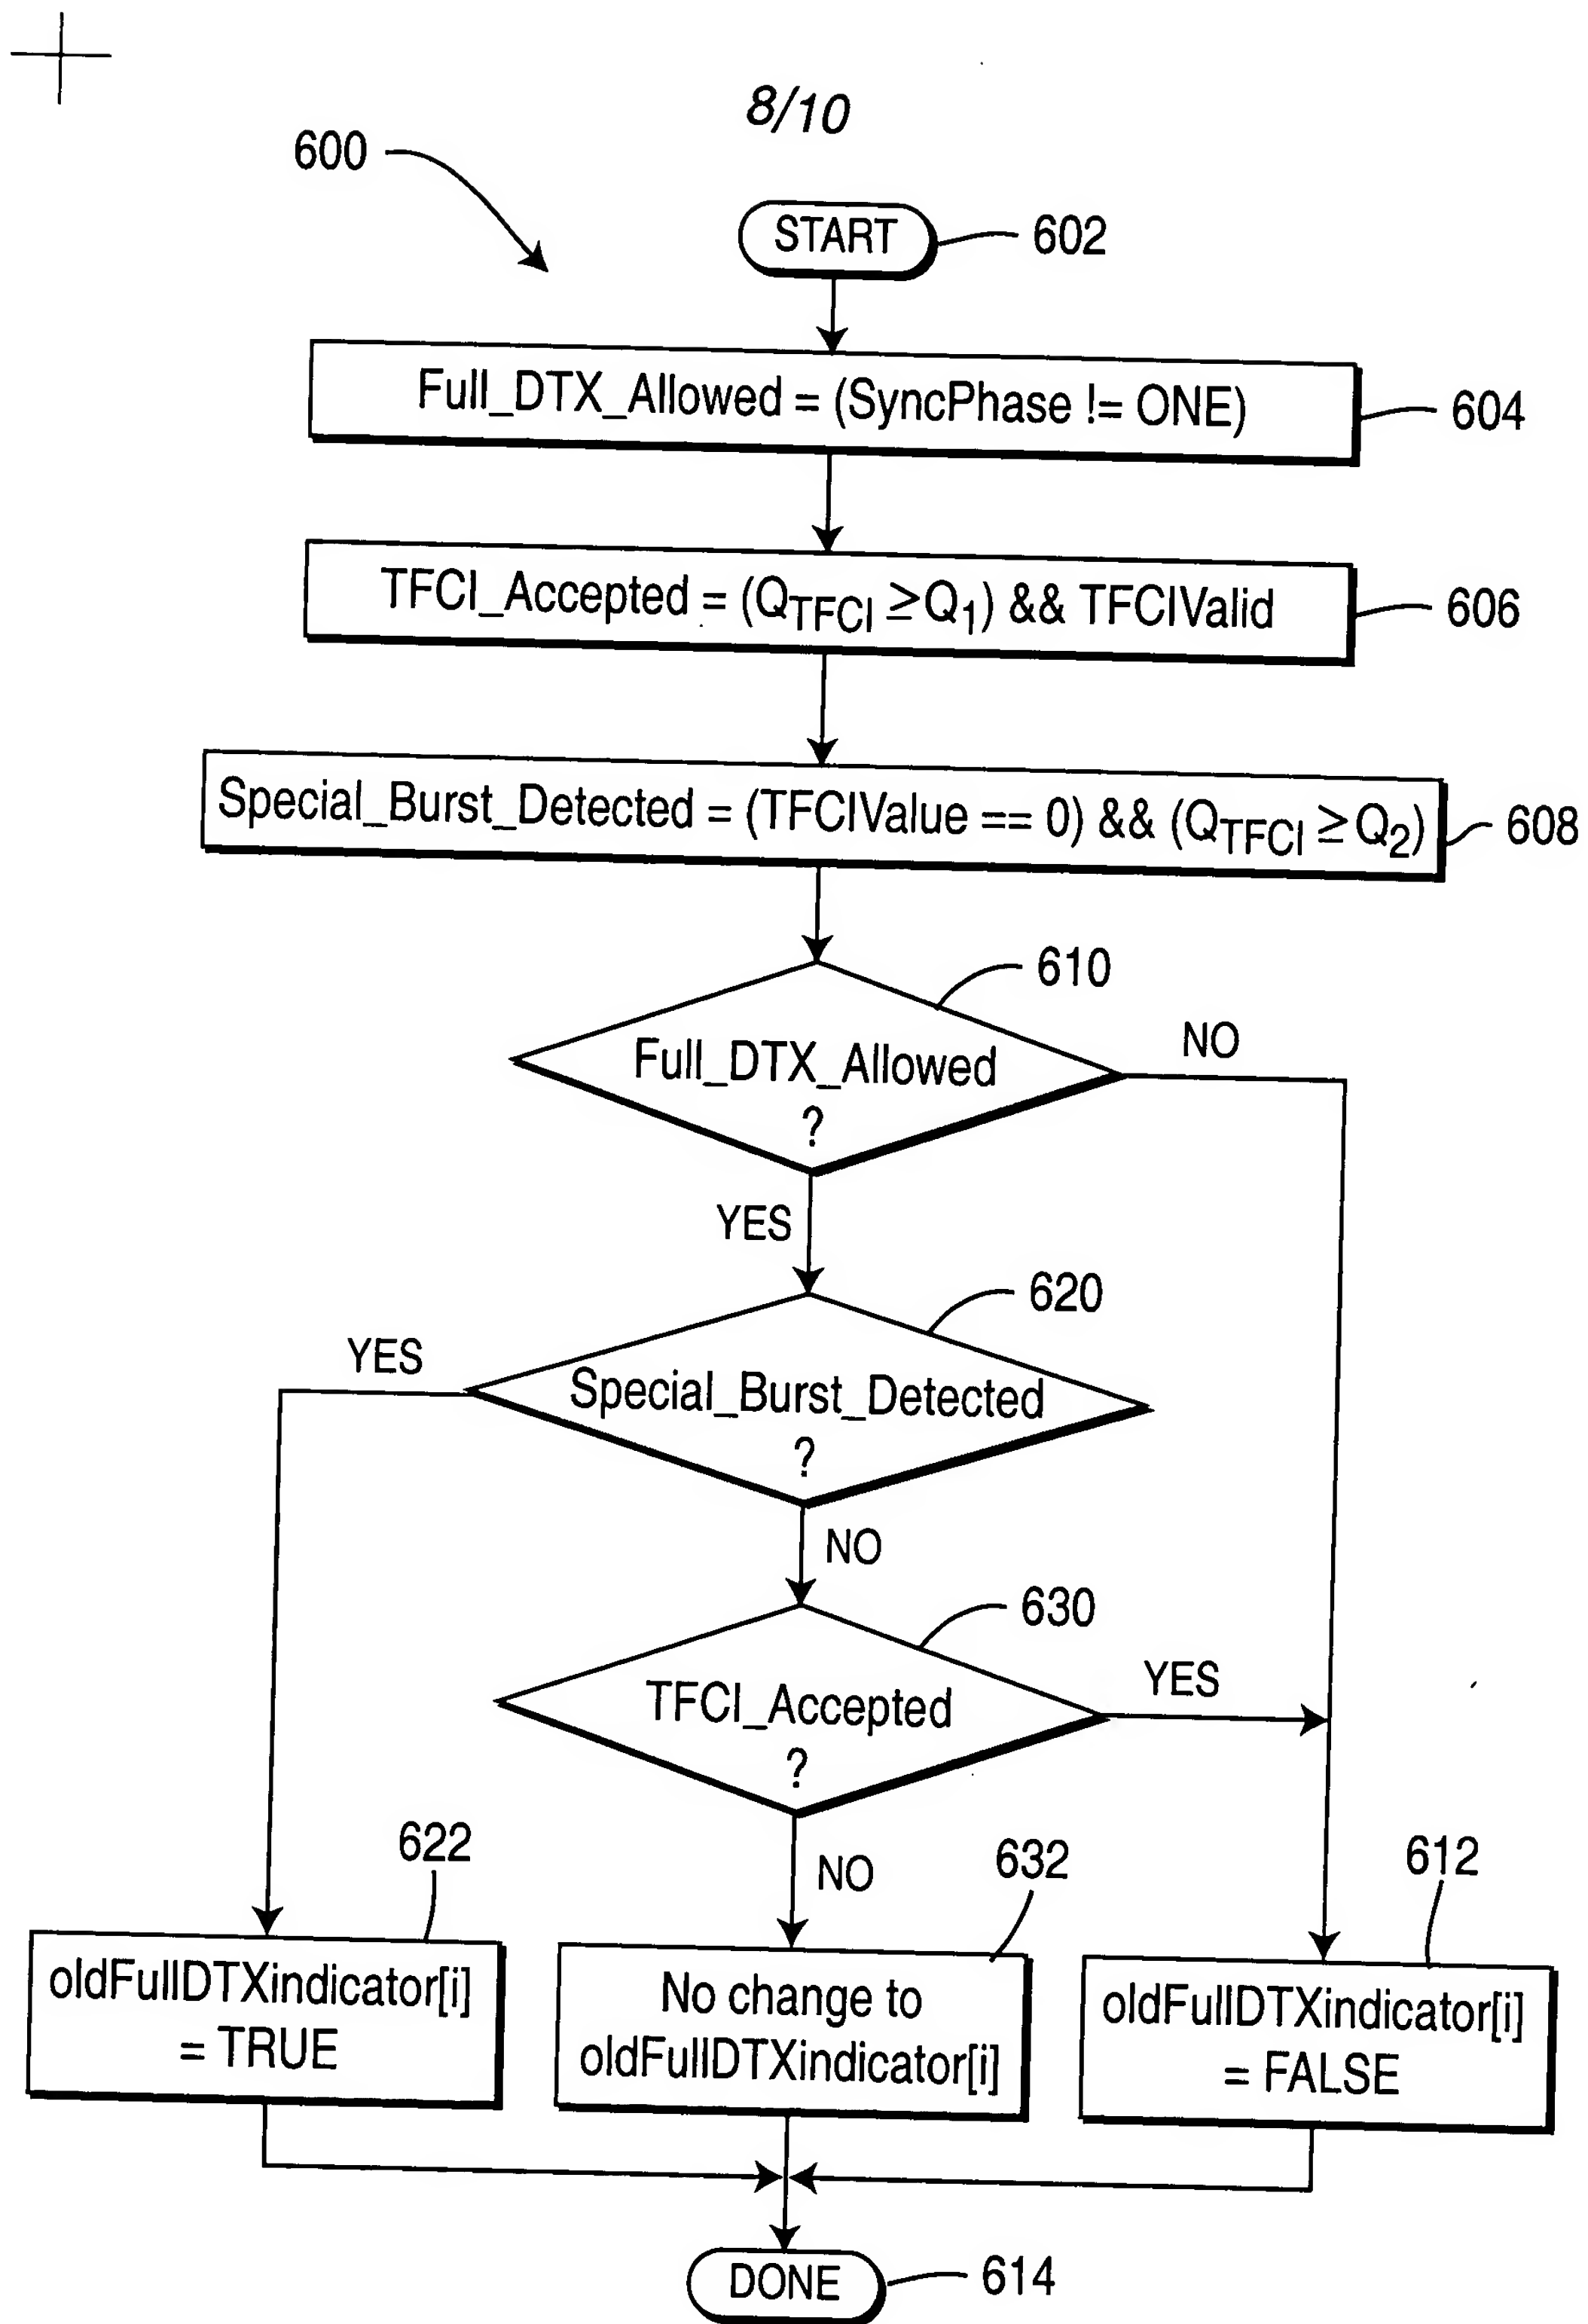 8/10
600
START
602
Full_DTX_Allowed = (SyncPhase != ONE)
604
TFCI_Accepted = (QTFCI ≥Q1) && TFCIValid
606
Special_Burst_Detected = (TFCIValue == 0) && (QTFCI ≥Q2)
608
610
Full_DTX_Allowed
?
NO
YES
620
YES
Special_Burst_Detected
?
NO
630
TFCI_Accepted
?
YES
NO
622
632
612
oldFullDTXindicator[i]
= TRUE
No change to
oldFullDTXindicator[i]
oldFullDTXindicator[i]
= FALSE
DONE
614